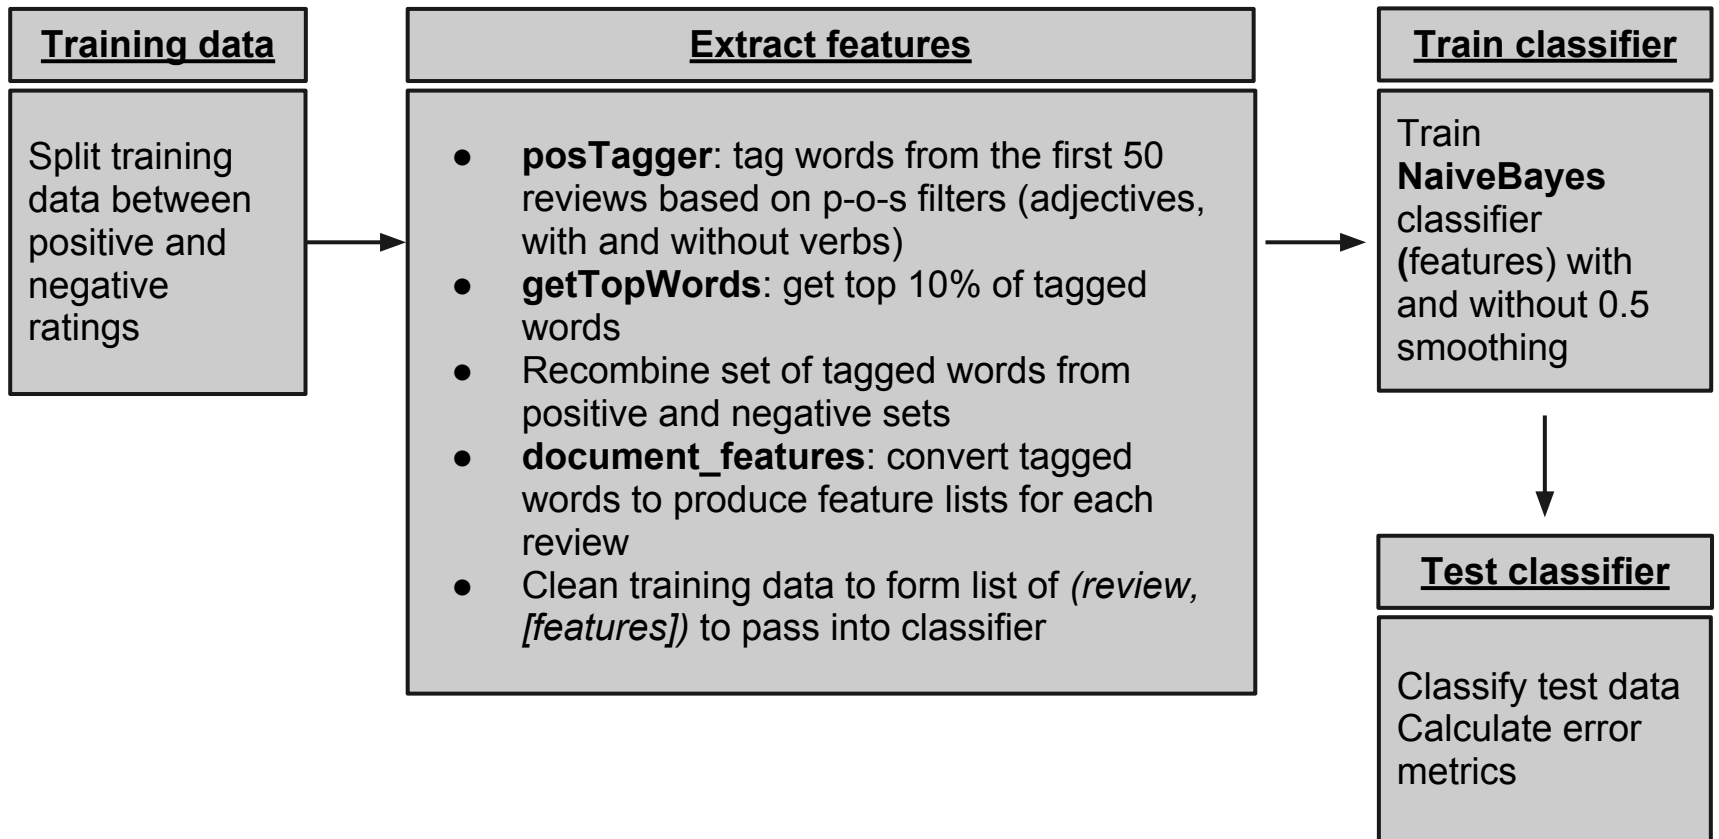 Training data
Split training
data between
positive and
negative
ratings
Extract features
● posTagger: tag words from the first 50
reviews based on p-o-s filters (adjectives,
with and without verbs)
● getTopWords: get top 10% of tagged
words
● Recombine set of tagged words from
positive and negative sets
● document_features: convert tagged
words to produce feature lists for each
review
● Clean training data to form list of (review,
[features]) to pass into classifier
Train classifier
Train
NaiveBayes
classifier
(features) with
and without 0.5
smoothing
Test classifier
Classify test data
Calculate error
metrics